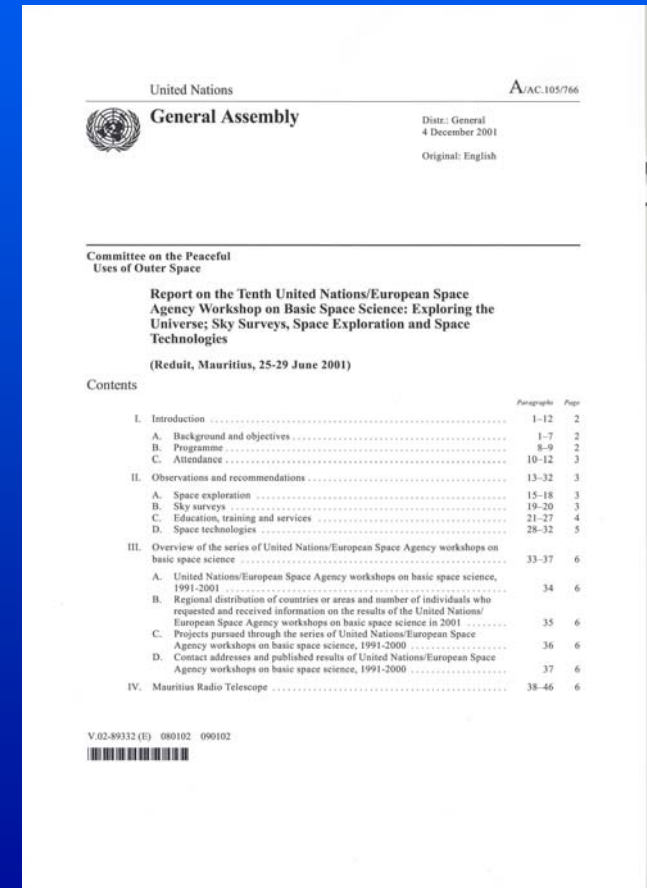 United Nations A/AC.105/766
General Assembly
Distr.: General
4 December 2001
Original: English
Committee on the Peaceful
Uses of Outer Space
Report on the Tenth United Nations/European Space
Agency Workshop on Basic Space Science: Exploring the
Universe; Sky Surveys, Space Exploration and Space
Technologies
(Reduit, Mauritius, 25-29 June 2001)
Contents
Paragraphs Page
I. Introduction 1–12 2
A. Background and objectives 1–7 2
B. Programme 8–9 2
C. Attendance 10–12 3
II. Observations and recommendations 13–32 3
A. Space exploration 15–18 3
B. Sky surveys 19–20 3
C. Education, training and services 21–27 4
D. Space technologies 28–32 5
III. Overview of the series of United Nations/European Space Agency workshops on
basic space science 33–37 6
A. United Nations/European Space Agency workshops on basic space science,
1991-2001 34 6
B. Regional distribution of countries or areas and number of individuals who
requested and received information on the results of the United Nations/
European Space Agency workshops on basic space science in 2001 35 6
C. Projects pursued through the series of United Nations/European Space
Agency workshops on basic space science, 1991-2000 36 6
D. Contact addresses and published results of United Nations/European Space
Agency workshops on basic space science, 1991-2000 37 6
IV. Mauritius Radio Telescope 38–46 6
V.02-89332 (E) 080102 090102